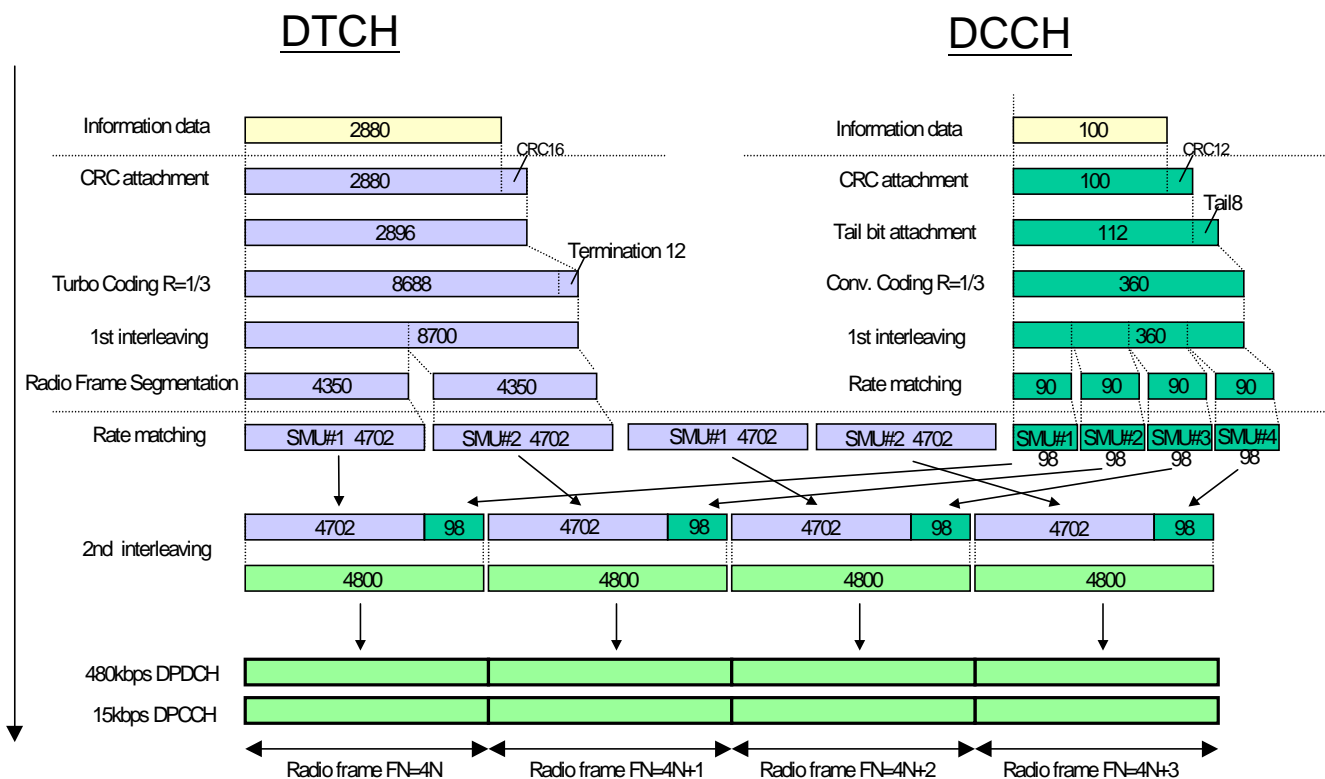 DTCH
DCCH
Information data
2880
Information data
100
CRC16
CRC12
CRC attachment
2880
CRC attachment
100
Tail8
2896
Tail bit attachment
112
Termination 12
Turbo Coding R=1/3
8688
Conv. Coding R=1/3
360
1st interleaving
8700
1st interleaving
360
Radio Frame Segmentation
4350
4350
Rate matching
90
90
90
90
Rate matching
SMU#1 4702
SMU#2 4702
SMU#1 4702
SMU#2 4702
SMU#1
98
SMU#2
98
SMU#3
98
SMU#4
98
4702
98
4702
98
4702
98
4702
98
2nd interleaving
4800
4800
4800
4800
480kbps DPDCH
15kbps DPCCH
Radio frame FN=4N
Radio frame FN=4N+1
Radio frame FN=4N+2
Radio frame FN=4N+3